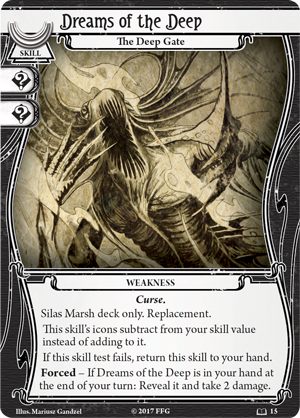 Dreams of the Deep
SKILL
The Deep Gate
?
?
WEAKNESS
Curse.
Silas Marsh deck only. Replacement.
This skill's icons subtract from your skill value
instead of adding to it.
If this skill test fails, return this skill to your hand.
Forced – If Dreams of the Deep is in your hand at
the end of your turn: Reveal it and take 2 damage.
Illus. Mariusz Gandzel
© 2017 FFG
15